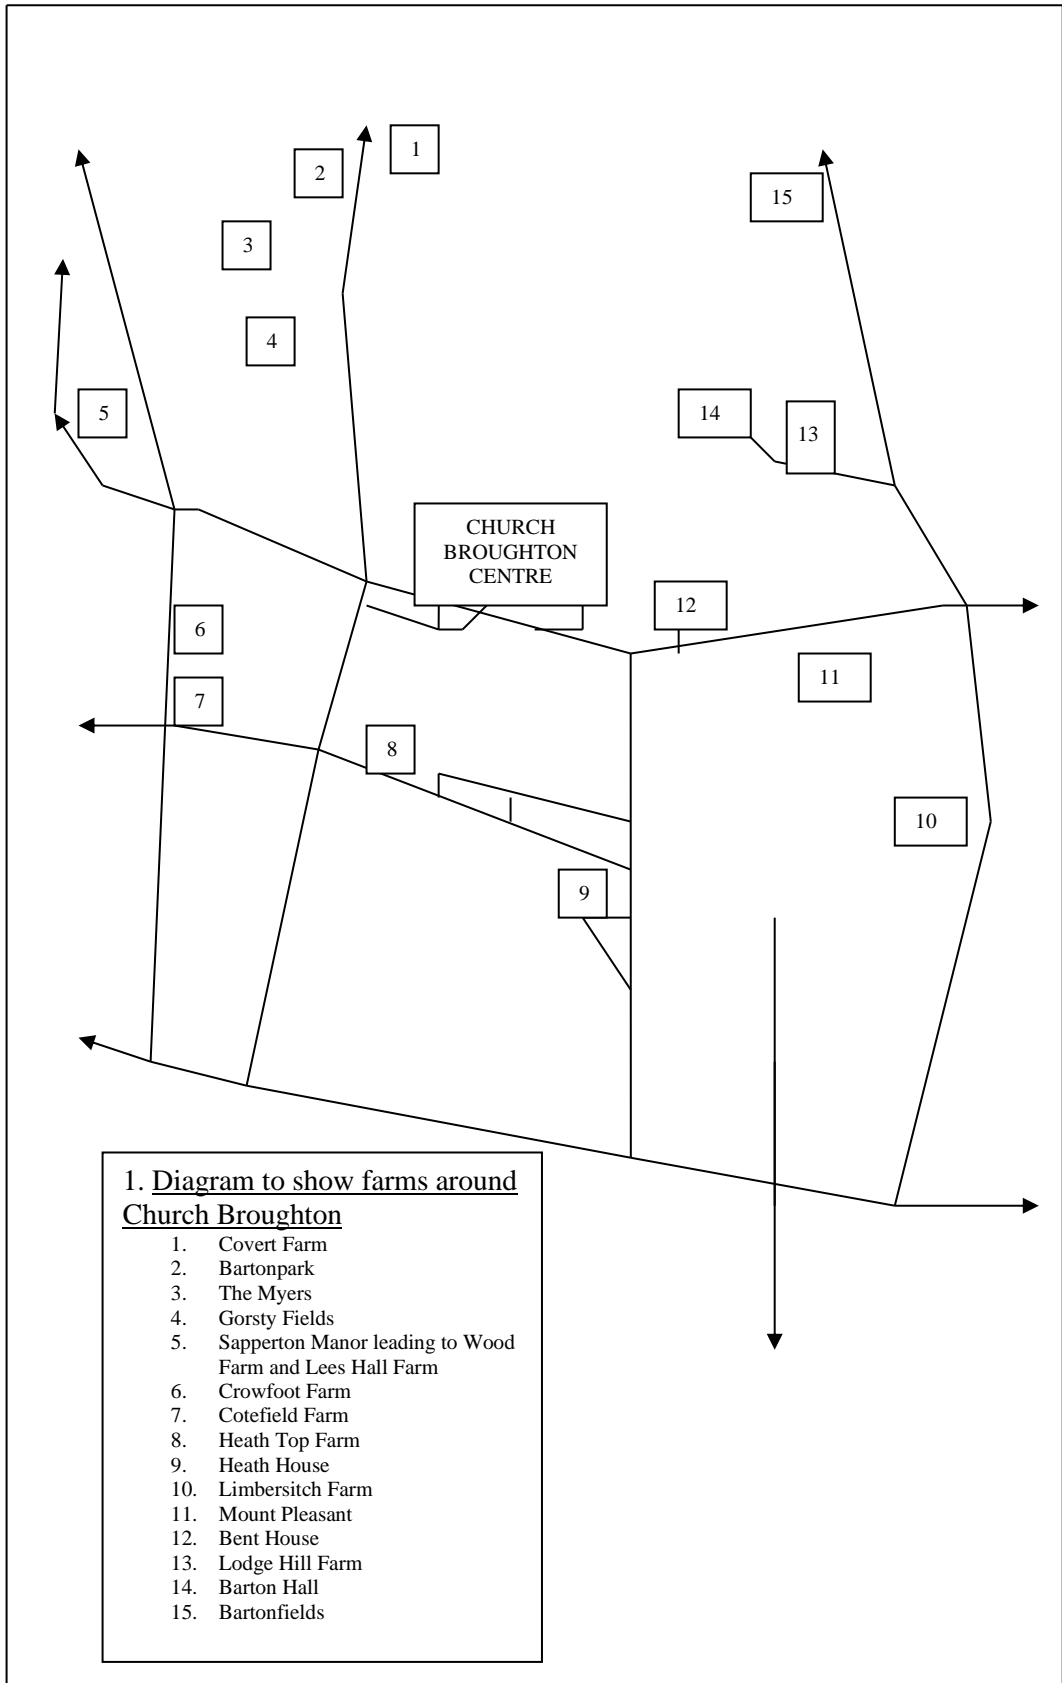 1
2
15
3
4
5
14
13
CHURCH
BROUGHTON
CENTRE
12
6
11
7
8
10
9
1. Diagram to show farms around
Church Broughton
1. Covert Farm
2. Bartonpark
3. The Myers
4. Gorsty Fields
5. Sapperton Manor leading to Wood
Farm and Lees Hall Farm
6. Crowfoot Farm
7. Cotefield Farm
8. Heath Top Farm
9. Heath House
10. Limbersitch Farm
11. Mount Pleasant
12. Bent House
13. Lodge Hill Farm
14. Barton Hall
15. Bartonfields